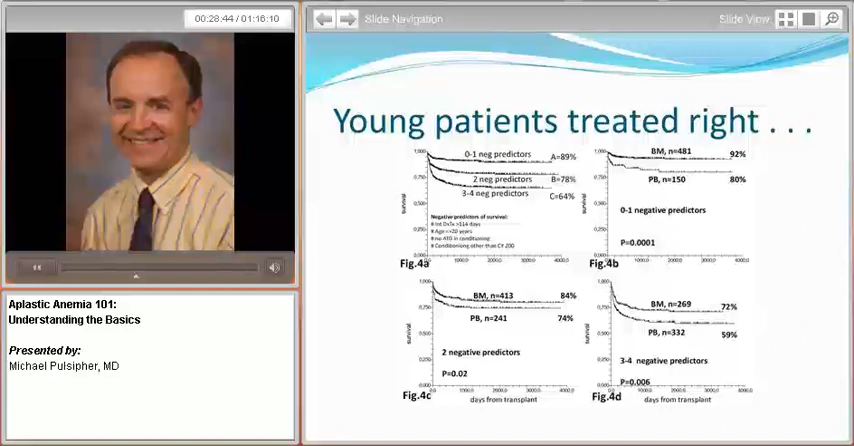 00:28:44 / 01:16:10
Slide Navigation
Slide View:
Aplastic Anemia 101:
Understanding the Basics
Presented by:
Michael Pulsipher, MD
Young patients treated right . . .
0-1 neg predictors
A=89%
2 neg predictors
B=78%
3-4 neg predictors
C=64%
survival
Negative predictors of survival:
# Age =>20 years
# no ATG in conditioning
# Conditioning other than CY 200
Fig.4a
BM, n=481
92%
PB, n=150
80%
survival
0-1 negative predictors
P=0.0001
Fig.4b
BM, n=413
84%
PB, n=241
74%
survival
2 negative predictors
P=0.02
Fig.4c
days from transplant
BM, n=269
72%
PB, n=332
59%
survival
3-4 negative predictors
P=0.006
Fig.4d
days from transplant